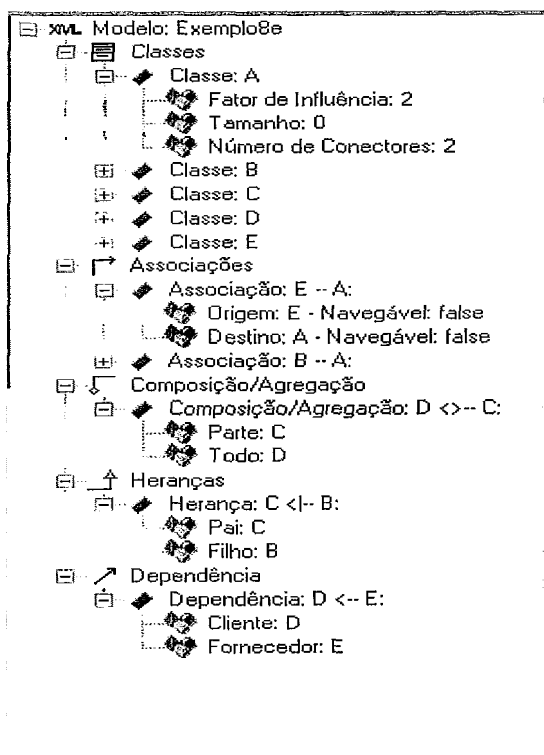 XML Modelo: Exemplo8e
Classes
Classe: A
Fator de Influência: 2
Tamanho: 0
Número de Conectores: 2
Classe: B
Classe: C
Classe: D
Classe: E
Associações
Associação: E -- A:
Origem: E - Navegável: false
Destino: A - Navegável: false
Associação: B -- A:
Composição/Agregação
Composição/Agregação: D <>-- C:
Parte: C
Todo: D
Heranças
Herança: C <|-- B:
Pai: C
Filho: B
Dependência
Dependência: D <-- E:
Cliente: D
Fornecedor: E